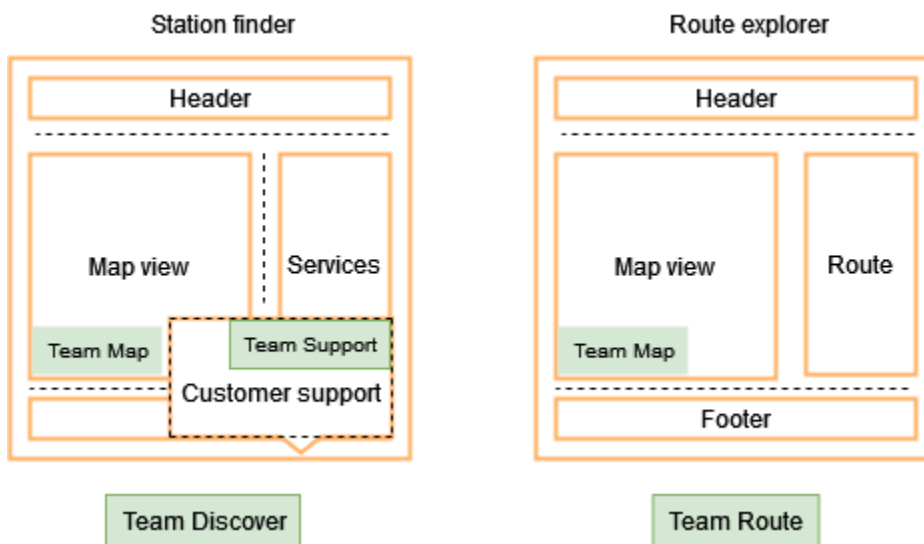 Station finder
Header
Map view
Services
Team Map
Team Support
Customer support
Team Discover
Route explorer
Header
Map view
Route
Team Map
Footer
Team Route